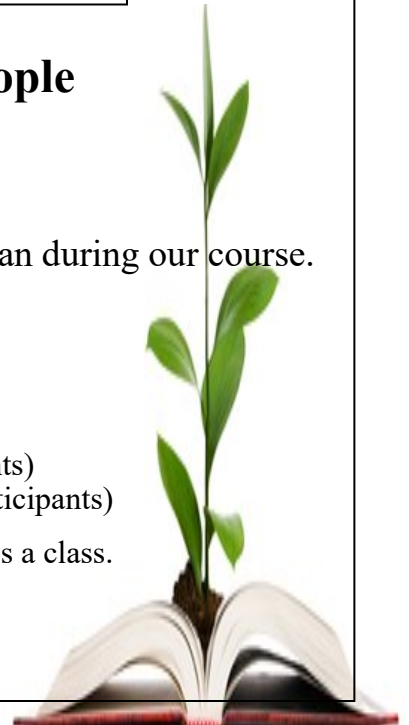 ople
an during our course.
ts)
ticipants)
s a class.